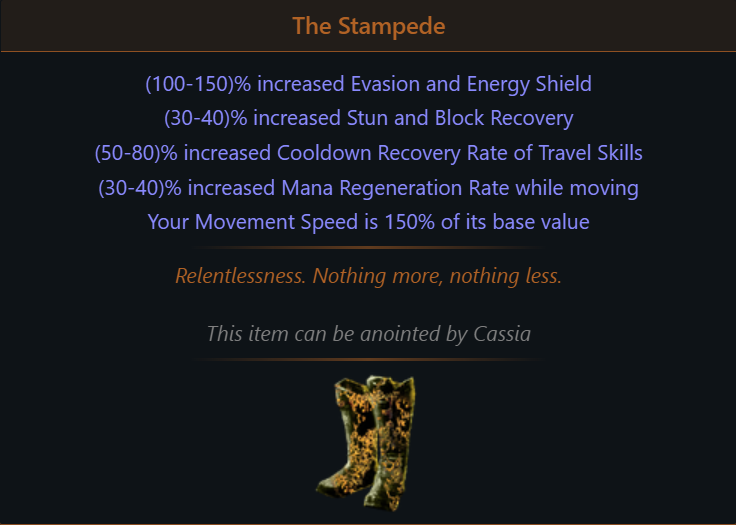 The Stampede
(100-150)% increased Evasion and Energy Shield
(30-40)% increased Stun and Block Recovery
(50-80)% increased Cooldown Recovery Rate of Travel Skills
(30-40)% increased Mana Regeneration Rate while moving
Your Movement Speed is 150% of its base value
Relentlessness. Nothing more, nothing less.
This item can be anointed by Cassia